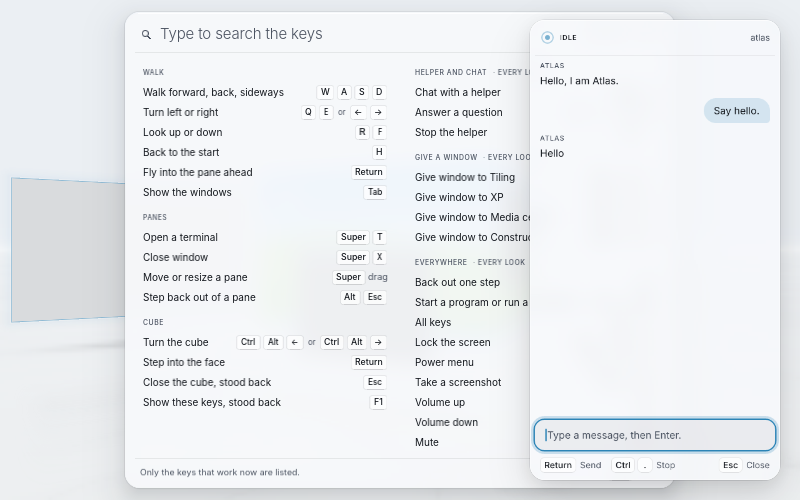 Type to search the keys
WALK
Walk forward, back, sideways W A S D
Turn left or right Q E or ← →
Look up or down R F
Back to the start H
Fly into the pane ahead Return
Show the windows Tab
PANES
Open a terminal Super T
Close window Super X
Move or resize a pane Super drag
Step back out of a pane Alt Esc
CUBE
Turn the cube Ctrl Alt ← or Ctrl Alt →
Step into the face Return
Close the cube, stood back Esc
Show these keys, stood back F1
HELPER AND CHAT · EVERY
Chat with a helper
Answer a question
Stop the helper
GIVE A WINDOW · EVERY
Give window to Tiling
Give window to XP
Give window to Media
Give window to
EVERYWHERE · EVERY LOOK
Back out one step
Start a program or run a
All keys
Lock the screen
Power menu
Take a screenshot
Volume up
Volume down
Mute
Only the keys that work now are listed.
IDLE atlas
ATLAS
Hello, I am Atlas.
Say hello.
ATLAS
Hello
Type a message, then Enter.
Return Send Ctrl . Stop Esc Close